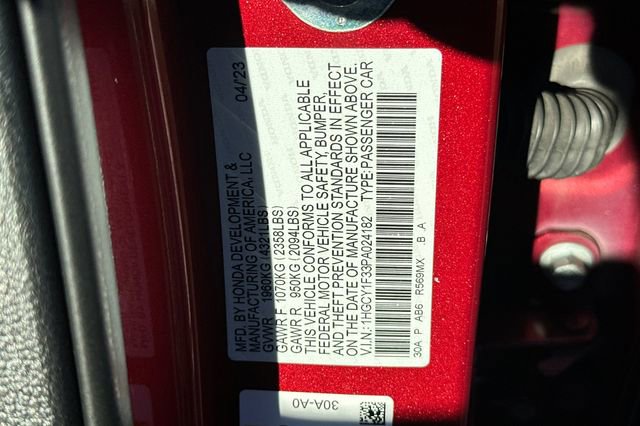 MFD. BY HONDA DEVELOPMENT & 04/23
MANUFACTURING OF AMERICA, LLC
GVWR 1960KG (4321LBS)
GAWR F 1070KG (2358LBS)
GAWR R 950KG (2094LBS)
THIS VEHICLE CONFORMS TO ALL APPLICABLE
FEDERAL MOTOR VEHICLE SAFETY, BUMPER,
AND THEFT PREVENTION STANDARDS IN EFFECT
ON THE DATE OF MANUFACTURE SHOWN ABOVE.
V.I.N.: 1HGCY1F33PA024182 TYPE:PASSENGER CAR
30A P AB6 R569MX B A
30A-A0